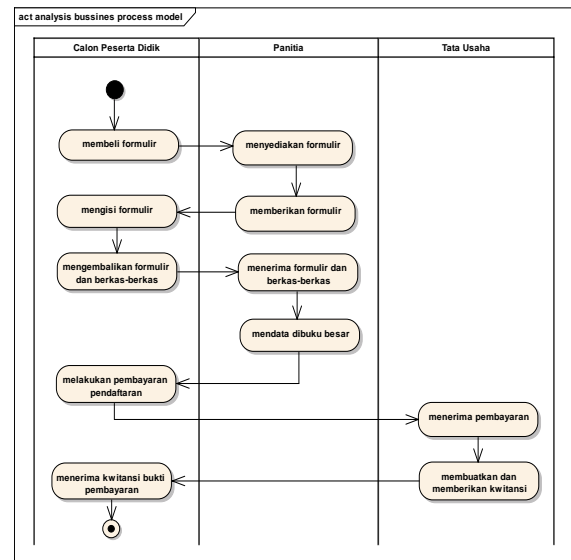 act analysis bussines process model
Calon Peserta Didik
Panitia
Tata Usaha
membeli formulir
menyediakan formulir
mengisi formulir
memberikan formulir
mengembalikan formulir
dan berkas-berkas
menerima formulir dan
berkas-berkas
mendata dibuku besar
melakukan pembayaran
pendaftaran
menerima pembayaran
menerima kwitansi bukti
pembayaran
membuatkan dan
memberikan kwitansi